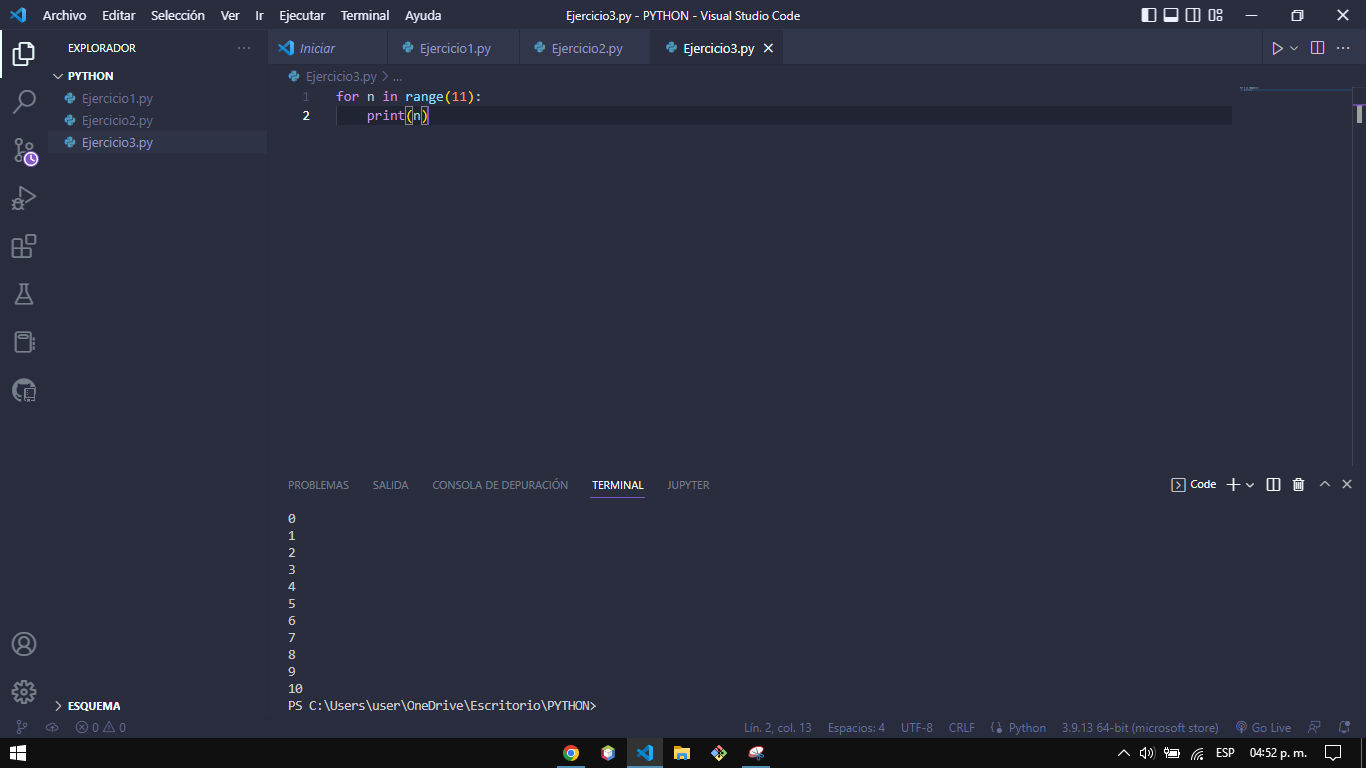 Archivo Editar Selección Ver Ir Ejecutar Terminal Ayuda Ejercicio3.py - PYTHON - Visual Studio Code
EXPLORADOR
PYTHON
Ejercicio1.py
Ejercicio2.py
Ejercicio3.py
Iniciar Ejercicio1.py Ejercicio2.py Ejercicio3.py
Ejercicio3.py > ...
1 for n in range(11):
2 print(n)
PROBLEMAS SALIDA CONSOLA DE DEPURACIÓN TERMINAL JUPYTER Code
0
1
2
3
4
5
6
7
8
9
10
PS C:\Users\user\OneDrive\Escritorio\PYTHON>
ESQUEMA
0 0 Lín. 2, col. 13 Espacios: 4 UTF-8 CRLF Python 3.9.13 64-bit (microsoft store) Go Live
ESP 04:52 p. m.